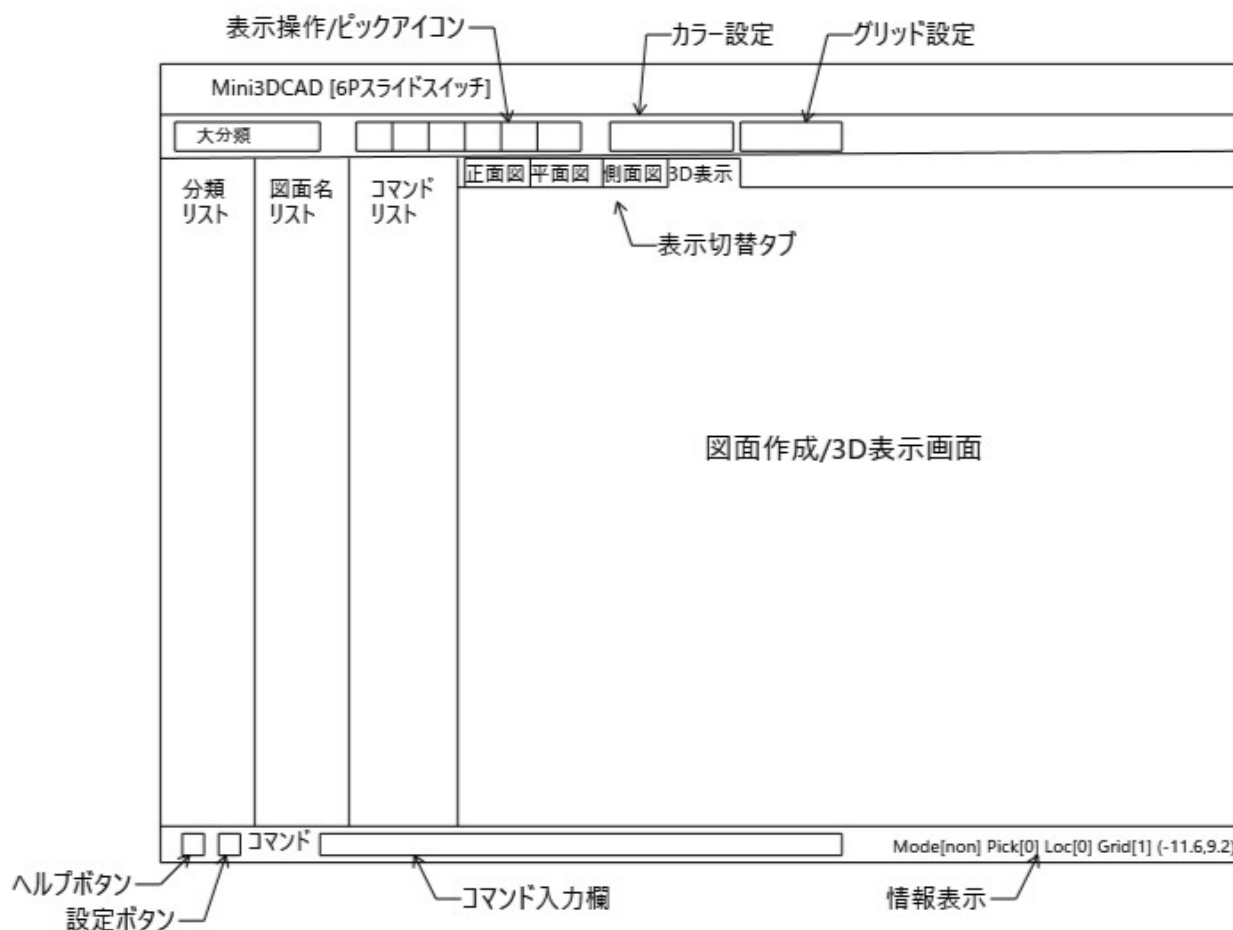 表示操作/ピックアイコン
カラー設定
グリッド設定
Mini3DCAD [6Pスライドスイッチ]
大分類
分類
リスト
図面名
リスト
コマンド
リスト
正面図
平面図
側面図
3D表示
表示切替タブ
図面作成/3D表示画面
コマンド
Mode[non] Pick[0] Loc[0] Grid[1] (-11.6,9.2)
ヘルプボタン
設定ボタン
コマンド入力欄
情報表示